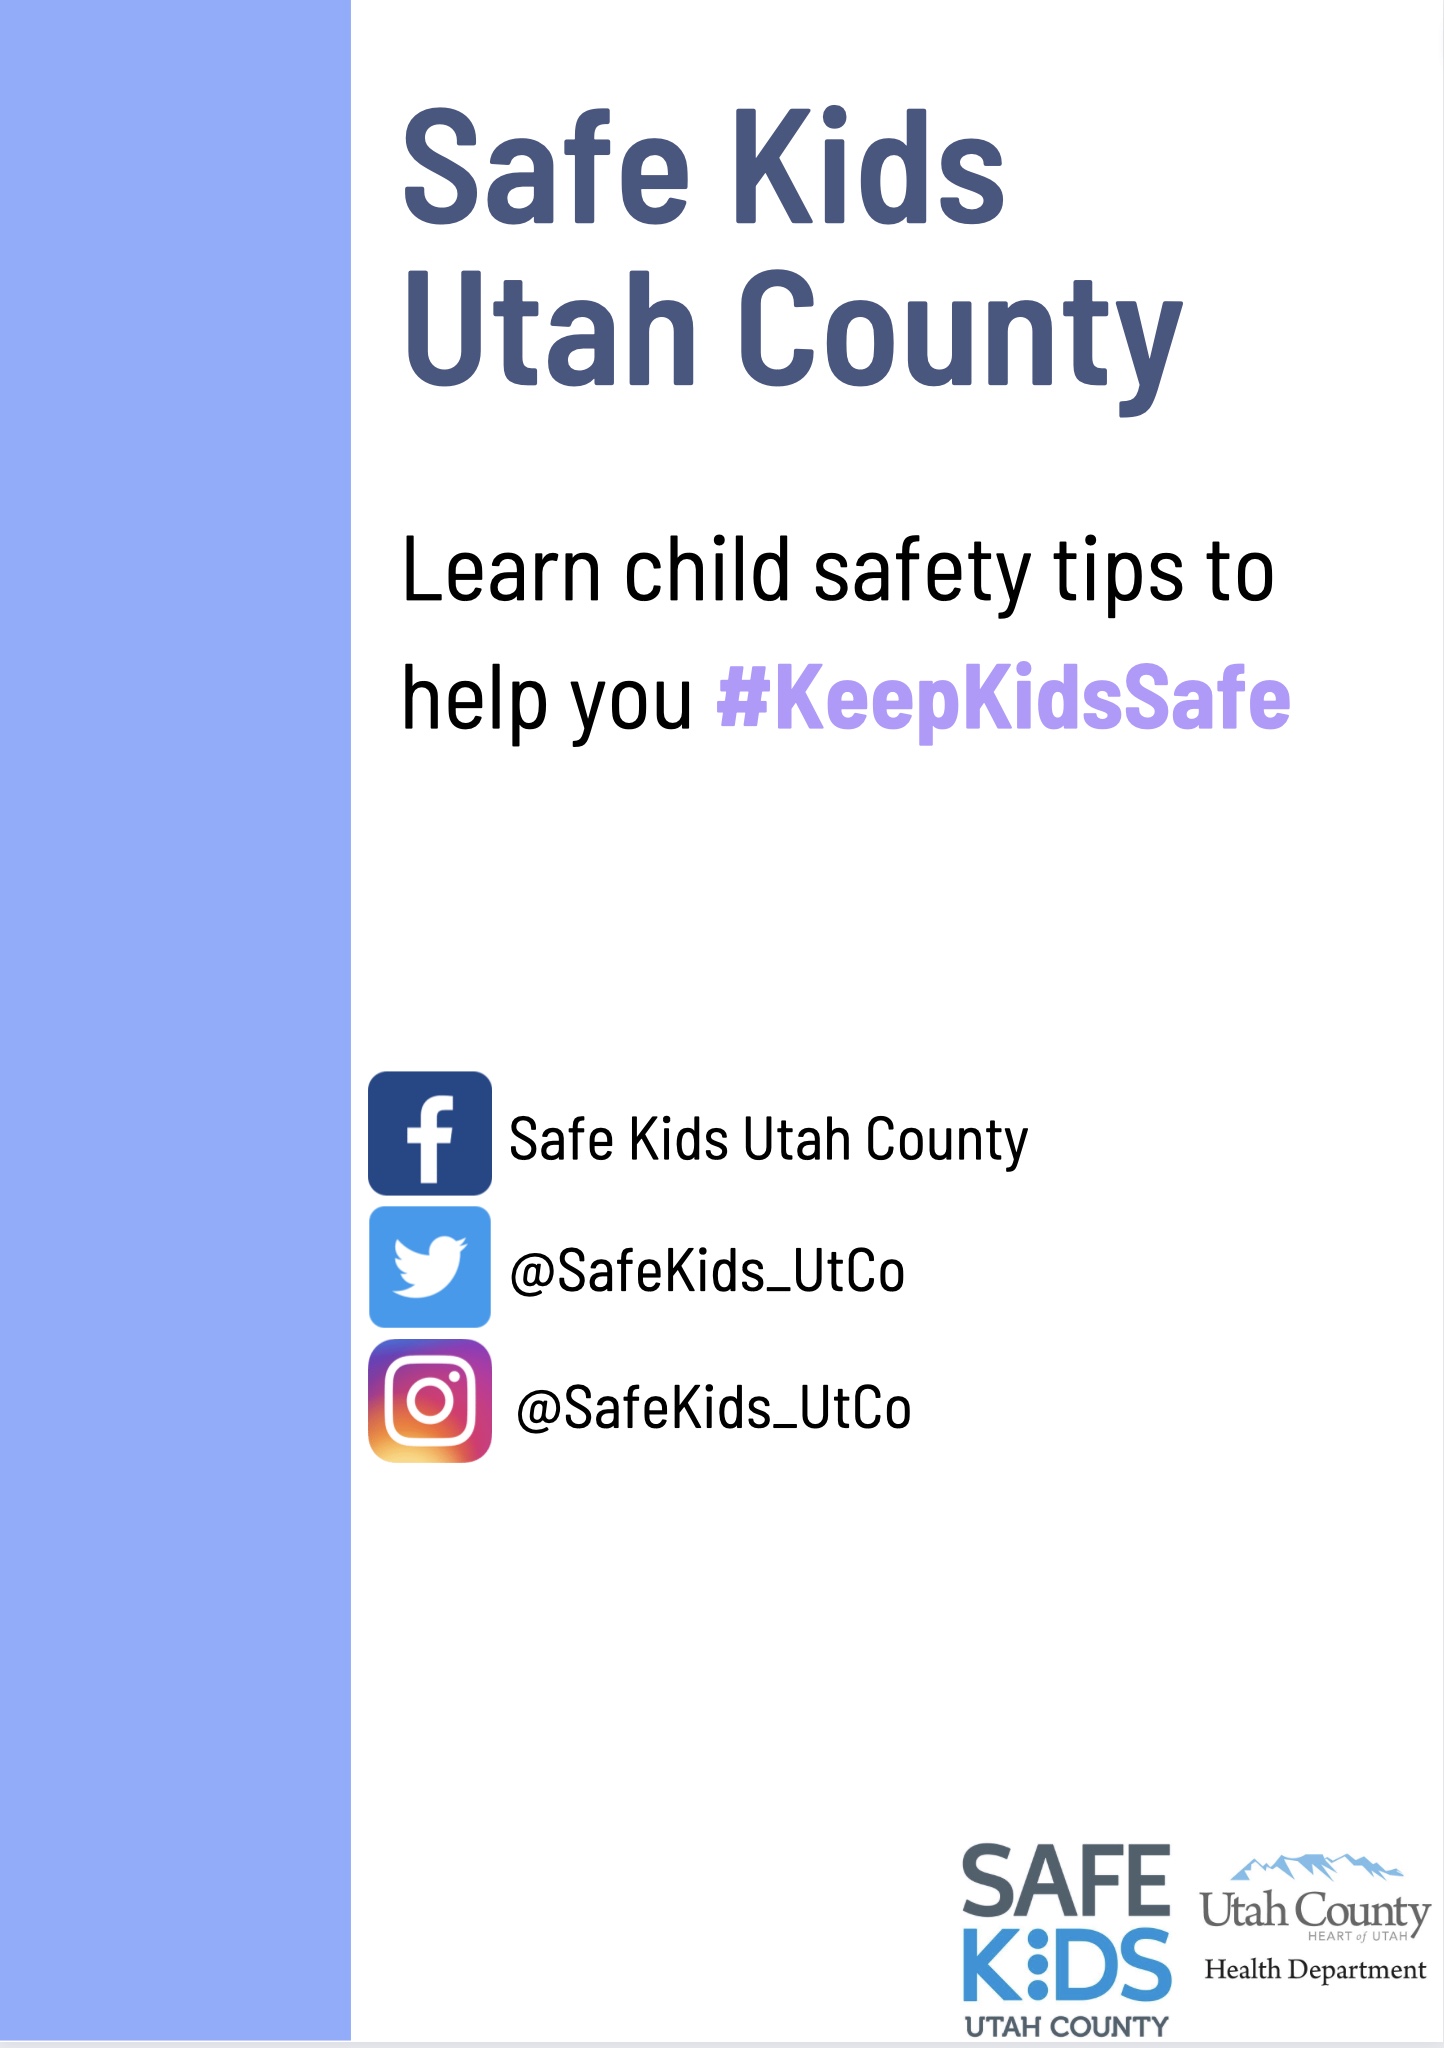 Safe Kids
Utah County
Learn child safety tips to
help you #KeepKidsSafe
Safe Kids Utah County
@SafeKids_UtCo
@SafeKids_UtCo
SAFE
KIDS
UTAH COUNTY
Utah County
HEART of UTAH
Health Department